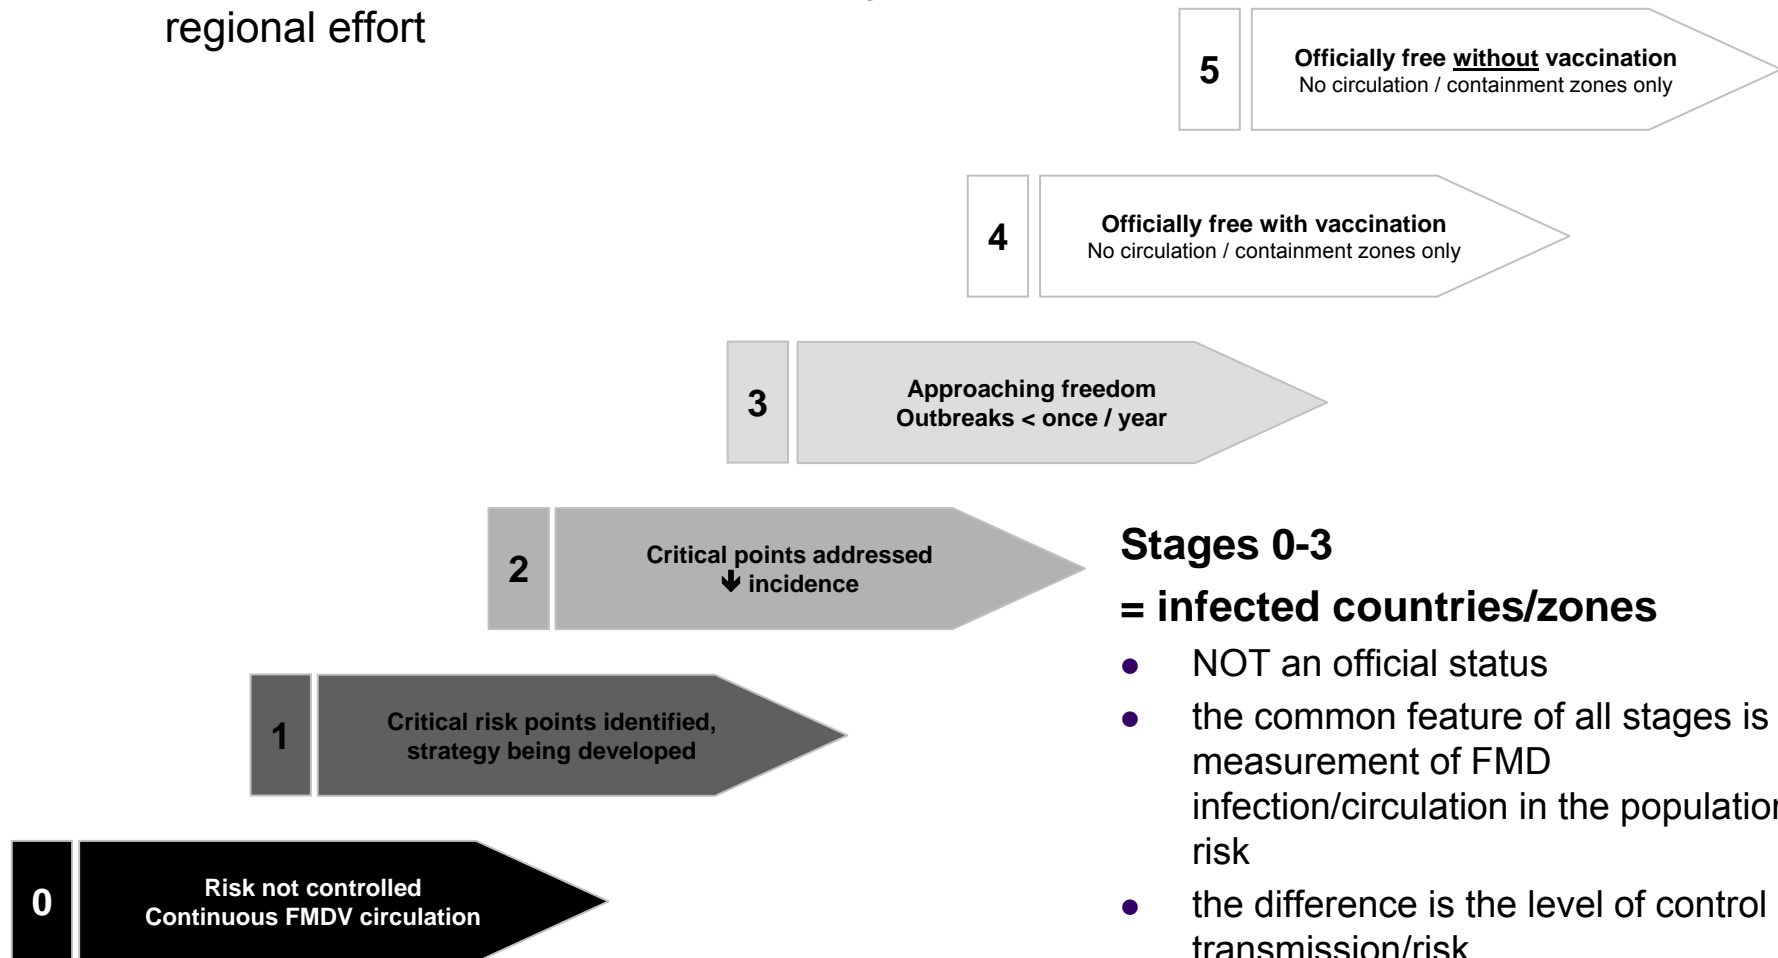 regional effort
5
Officially free without vaccination
No circulation / containment zones only
4
Officially free with vaccination
No circulation / containment zones only
3
Approaching freedom
Outbreaks < once / year
2
Critical points addressed
🡻 incidence
1
Critical risk points identified,
strategy being developed
0
Risk not controlled
Continuous FMDV circulation
Stages 0-3
= infected countries/zones
● NOT an official status
● the common feature of all stages is
measurement of FMD
infection/circulation in the population
risk
● the difference is the level of control
transmission/risk